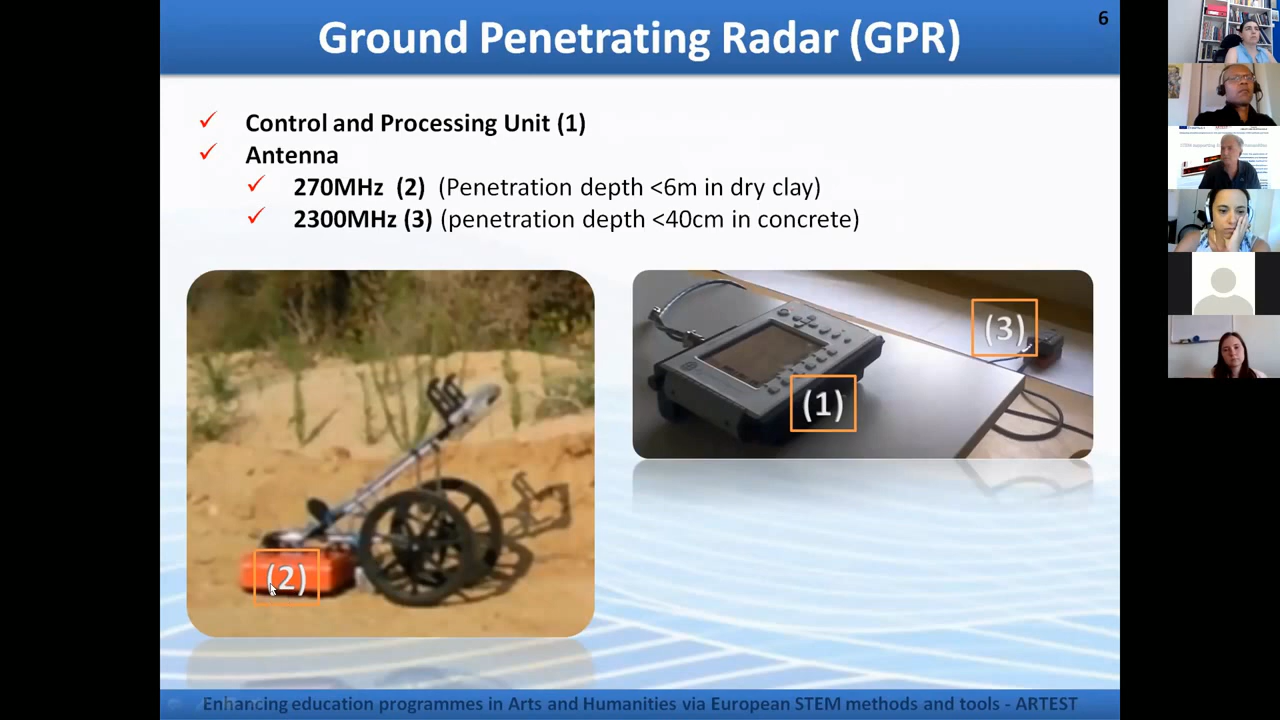 Ground Penetrating Radar (GPR)
6
✓ Control and Processing Unit (1)
✓ Antenna
✓ 270MHz (2) (Penetration depth <6m in dry clay)
✓ 2300MHz (3) (penetration depth <40cm in concrete)
(3)
(1)
(2)
Enhancing education programmes in Arts and Humanities via European STEM methods and tools - ARTEST